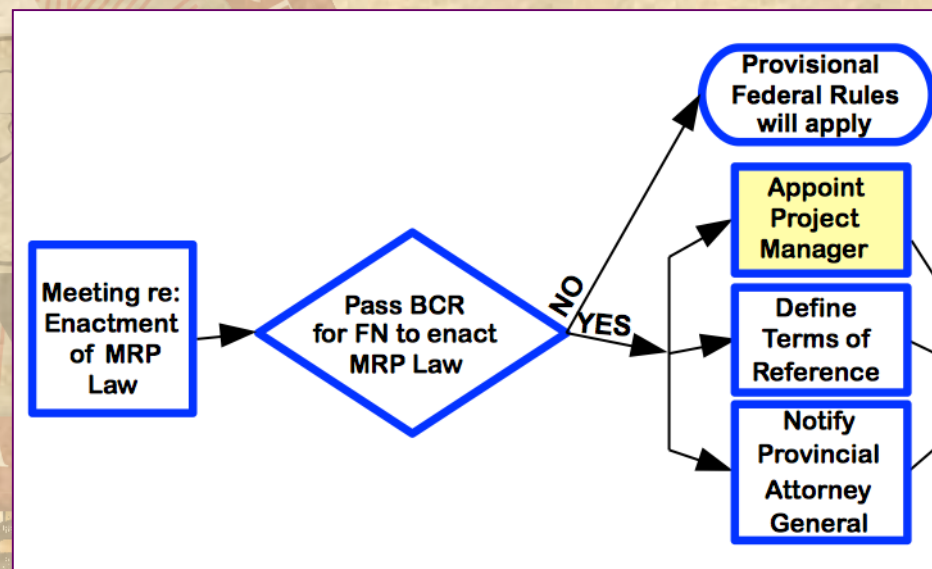 Meeting re:
Enactment
of MRP
Law
Pass BCR
for FN to enact
MRP Law
NO
YES
Provisional
Federal Rules
will apply
Appoint
Project
Manager
Define
Terms of
Reference
Notify
Provincial
Attorney
General